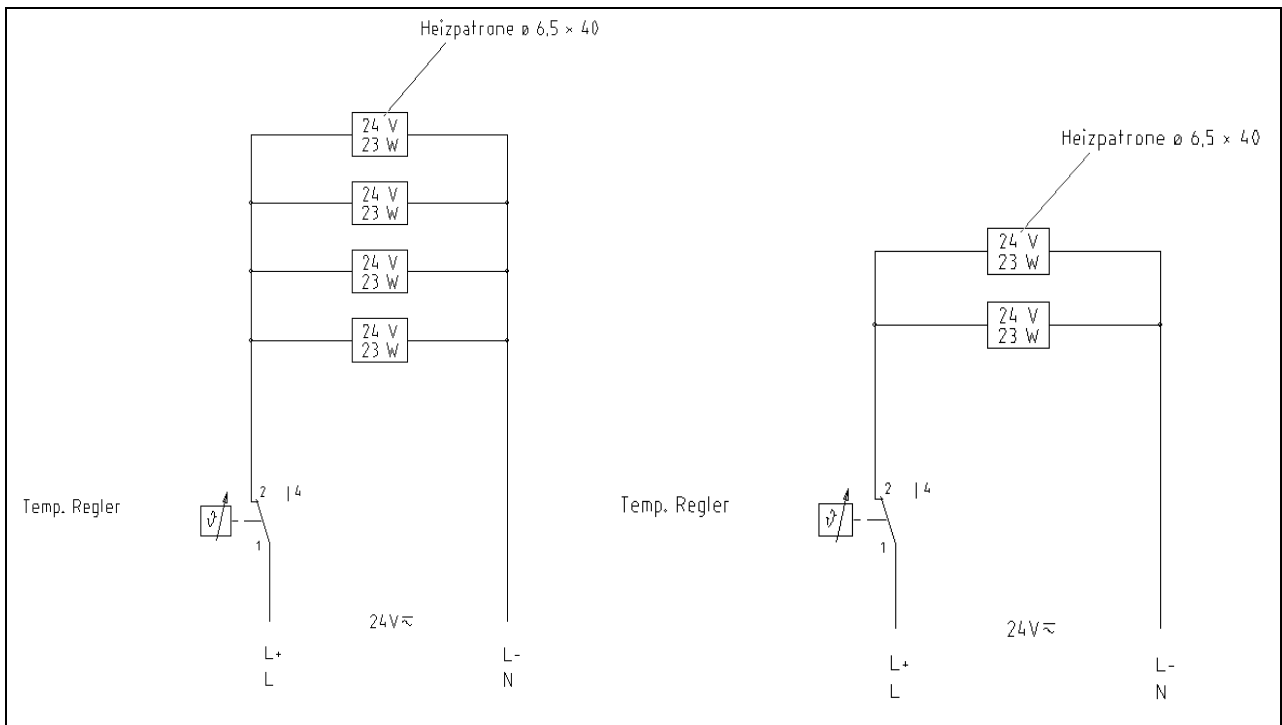 Heizpatrone ø 6,5 × 40
24 V
23 W
24 V
23 W
24 V
23 W
24 V
23 W
Temp. Regler
ϑ
2
4
1
24V⎓~
L+
L
L-
N
Heizpatrone ø 6,5 × 40
24 V
23 W
24 V
23 W
Temp. Regler
ϑ
2
4
1
24V⎓~
L+
L
L-
N